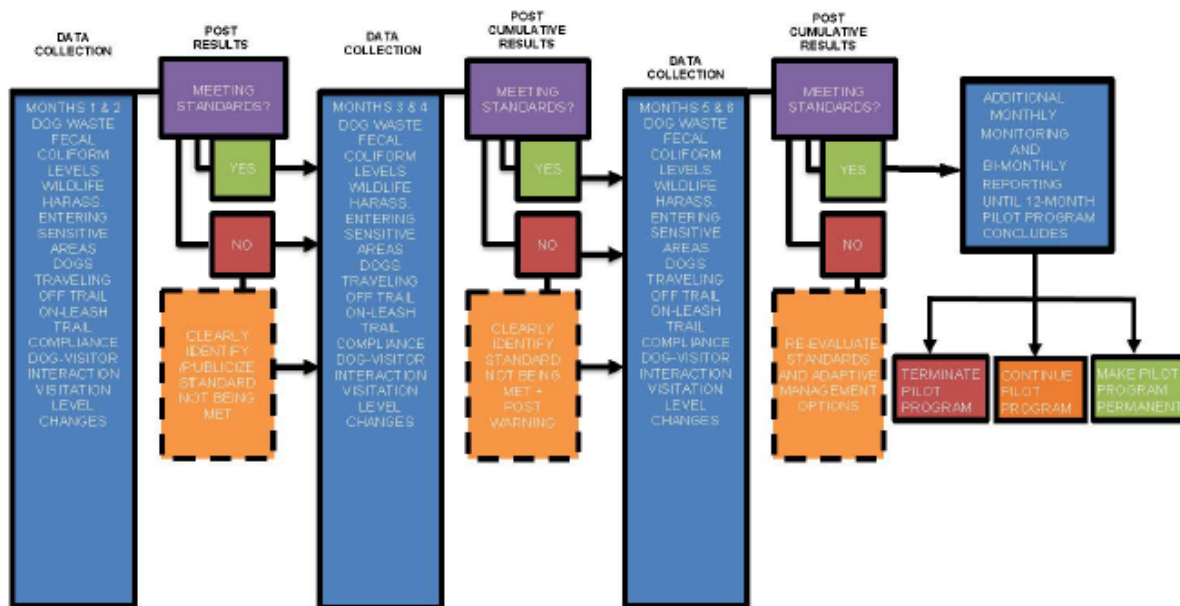 DATA
COLLECTION
MONTHS 1 & 2
DOG WASTE
FECAL
COLIFORM
LEVELS
WILDLIFE
HARASS.
ENTERING
SENSITIVE
AREAS
DOGS
TRAVELING
OFF TRAIL
ON-LEASH
TRAIL
COMPLIANCE
DOG-VISITOR
INTERACTION
VISITATION
LEVEL
CHANGES
POST
RESULTS
MEETING
STANDARDS?
YES
NO
CLEARLY
IDENTIFY
/PUBLICIZE
STANDARD
NOT BEING
MET
DATA
COLLECTION
MONTHS 3 & 4
DOG WASTE
FECAL
COLIFORM
LEVELS
WILDLIFE
HARASS.
ENTERING
SENSITIVE
AREAS
DOGS
TRAVELING
OFF TRAIL
ON-LEASH
TRAIL
COMPLIANCE
DOG-VISITOR
INTERACTION
VISITATION
LEVEL
CHANGES
POST
CUMULATIVE
RESULTS
MEETING
STANDARDS?
YES
NO
CLEARLY
IDENTIFY
STANDARD
NOT BEING
MET +
POST
WARNING
DATA
COLLECTION
MONTHS 5 & 6
DOG WASTE
FECAL
COLIFORM
LEVELS
WILDLIFE
HARASS.
ENTERING
SENSITIVE
AREAS
DOGS
TRAVELING
OFF TRAIL
ON-LEASH
TRAIL
COMPLIANCE
DOG-VISITOR
INTERACTION
VISITATION
LEVEL
CHANGES
POST
CUMULATIVE
RESULTS
MEETING
STANDARDS?
YES
NO
RE-EVALUATE
STANDARDS
AND ADAPTIVE
MANAGEMENT
OPTIONS
ADDITIONAL
MONTHLY
MONITORING
AND
BI-MONTHLY
REPORTING
UNTIL 12-MONTH
PILOT PROGRAM
CONCLUDES
TERMINATE
PILOT
PROGRAM
CONTINUE
PILOT
PROGRAM
MAKE PILOT
PROGRAM
PERMANENT